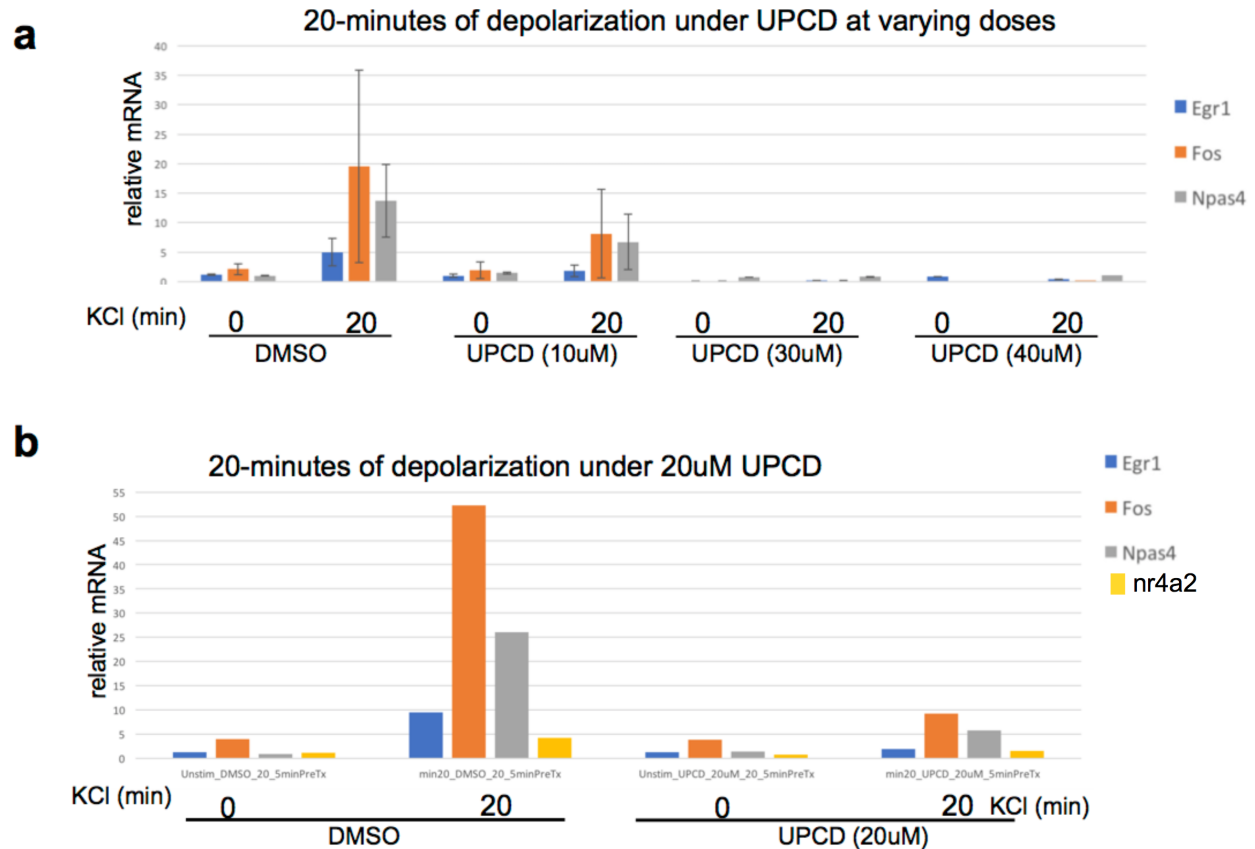 a
20-minutes of depolarization under UPCD at varying doses
relative mRNA
40
35
30
25
20
15
10
5
0
Egr1
Fos
Npas4
KCl (min)
0 20 0 20 0 20 0 20
DMSO UPCD (10uM) UPCD (30uM) UPCD (40uM)
b
20-minutes of depolarization under 20uM UPCD
relative mRNA
55
50
45
40
35
30
25
20
15
10
5
0
Egr1
Fos
Npas4
nr4a2
Unstim_DMSO_20_5minPreTx min20_DMSO_20_5minPreTx Unstim_UPCD_20uM_20_5minPreTx min20_UPCD_20uM_5minPreTx
KCl (min) 0 20 0 20 KCl (min)
DMSO UPCD (20uM)